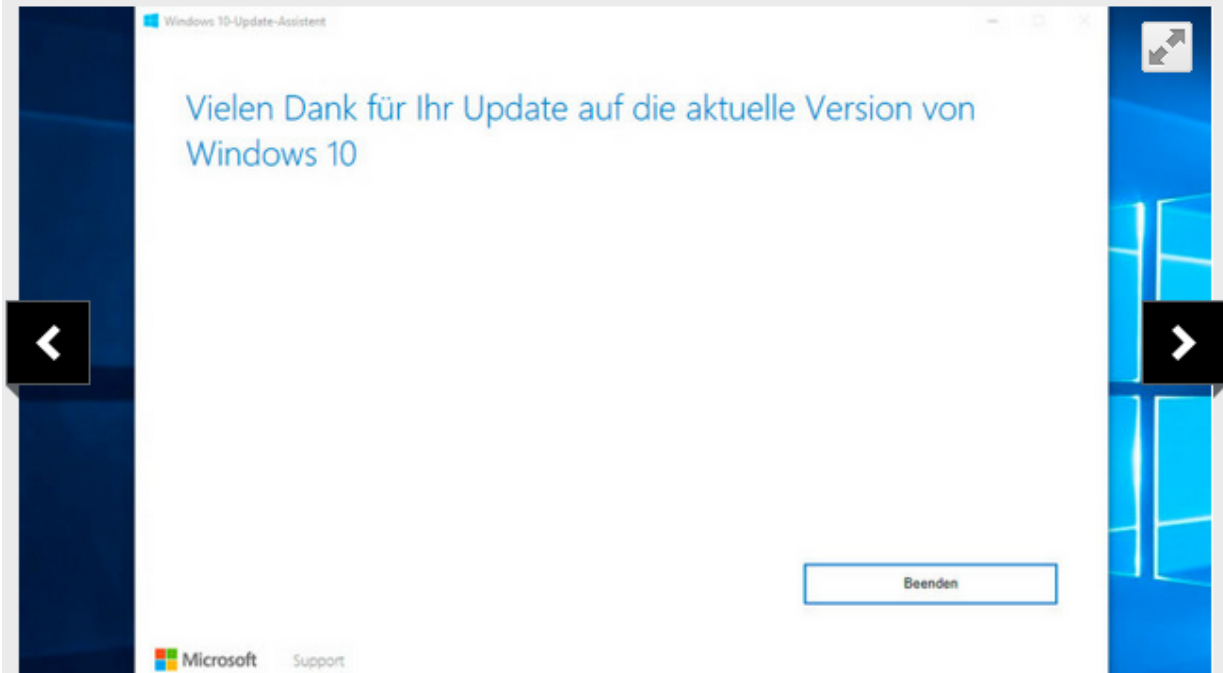 Windows 10-Update-Assistent
Vielen Dank für Ihr Update auf die aktuelle Version von
Windows 10
Beenden
Microsoft Support